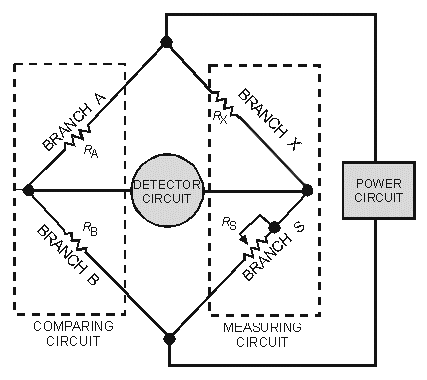 BRANCH A
R_A
R_X
BRANCH X
DETECTOR
CIRCUIT
POWER
CIRCUIT
R_B
BRANCH B
R_S
BRANCH S
COMPARING
CIRCUIT
MEASURING
CIRCUIT